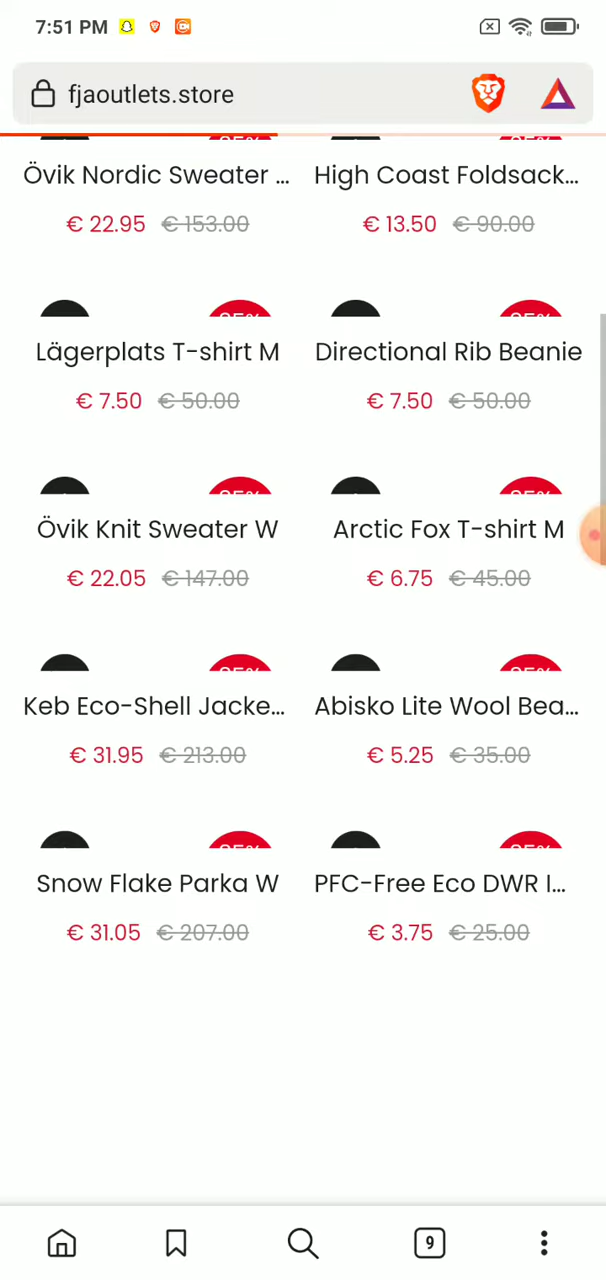 7:51 PM
fjaoutlets.store
Övik Nordic Sweater ...
High Coast Foldsack...
€ 22.95 € 153.00
€ 13.50 € 90.00
Lägerplats T-shirt M
Directional Rib Beanie
€ 7.50 € 50.00
€ 7.50 € 50.00
Övik Knit Sweater W
Arctic Fox T-shirt M
€ 22.05 € 147.00
€ 6.75 € 45.00
Keb Eco-Shell Jacke...
Abisko Lite Wool Bea...
€ 31.95 € 213.00
€ 5.25 € 35.00
Snow Flake Parka W
PFC-Free Eco DWR I...
€ 31.05 € 207.00
€ 3.75 € 25.00
9